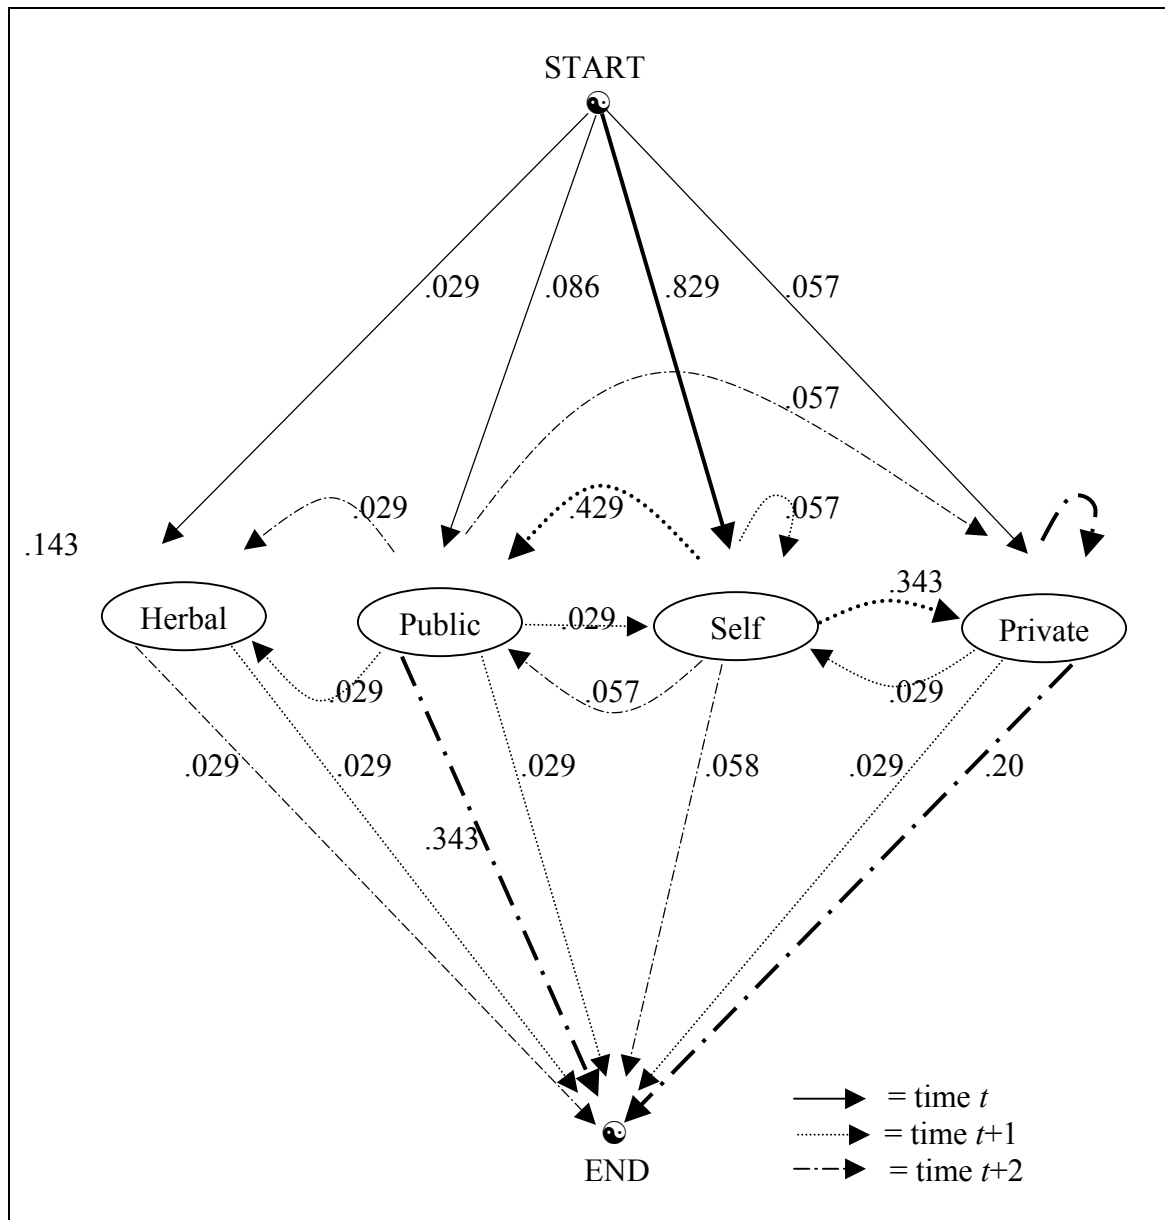 START
.029
.086
.829
.057
.057
.029
.429
.057
.143
.343
Herbal
Public
.029
Self
Private
.029
.057
.029
.029
.029
.029
.058
.029
.20
.343
= time t
= time t+1
= time t+2
END